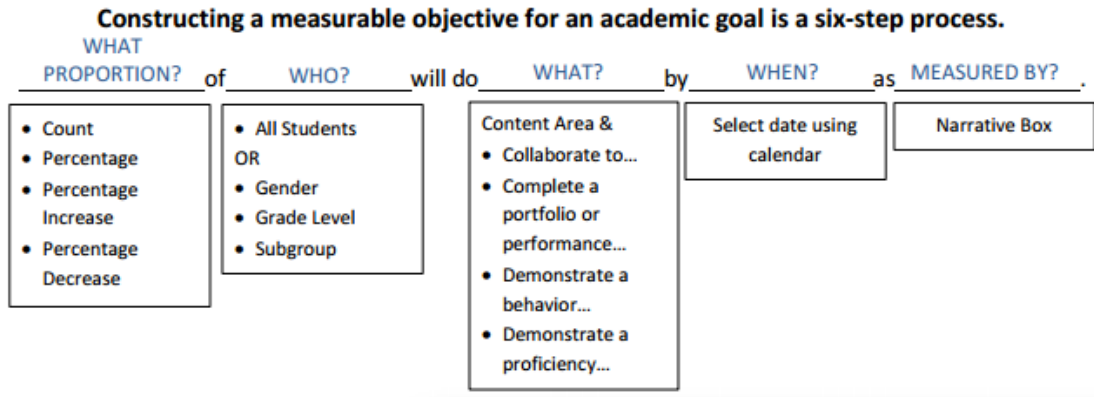 Constructing a measurable objective for an academic goal is a six-step process.
WHAT
PROPORTION? of WHO? will do WHAT? by WHEN? as MEASURED BY? .
• Count
• Percentage
• Percentage
Increase
• Percentage
Decrease
• All Students
OR
• Gender
• Grade Level
• Subgroup
Content Area &
• Collaborate to...
• Complete a
portfolio or
performance...
• Demonstrate a
behavior...
• Demonstrate a
proficiency...
Select date using
calendar
Narrative Box